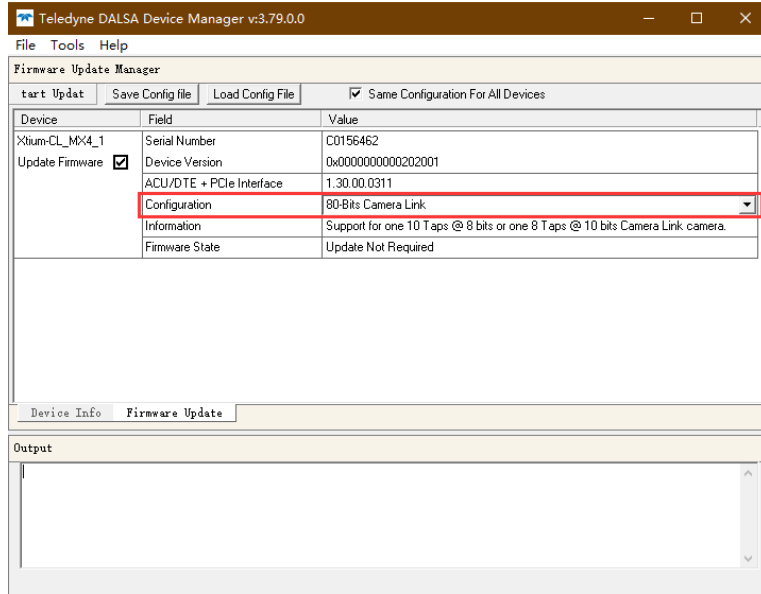 Teledyne DALSA Device Manager v:3.79.0.0
File Tools Help
Firmware Update Manager
tart Updat Save Config file Load Config File Same Configuration For All Devices
Device Field Value
Xtium-CL_MX4_1 Serial Number C0156462
Update Firmware Device Version 0x0000000000202001
ACU/DTE + PCIe Interface 1.30.00.0311
Configuration 80-Bits Camera Link
Information Support for one 10 Taps @ 8 bits or one 8 Taps @ 10 bits Camera Link camera.
Firmware State Update Not Required
Device Info Firmware Update
Output